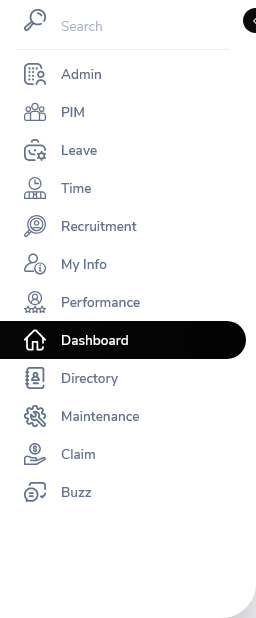 Search
Admin
PIM
Leave
Time
Recruitment
My Info
Performance
Dashboard
Directory
Maintenance
Claim
Buzz